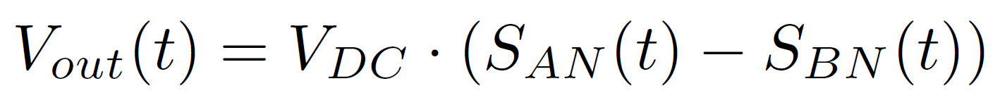 V_{out}(t) = V_{DC} \cdot (S_{AN}(t) - S_{BN}(t))